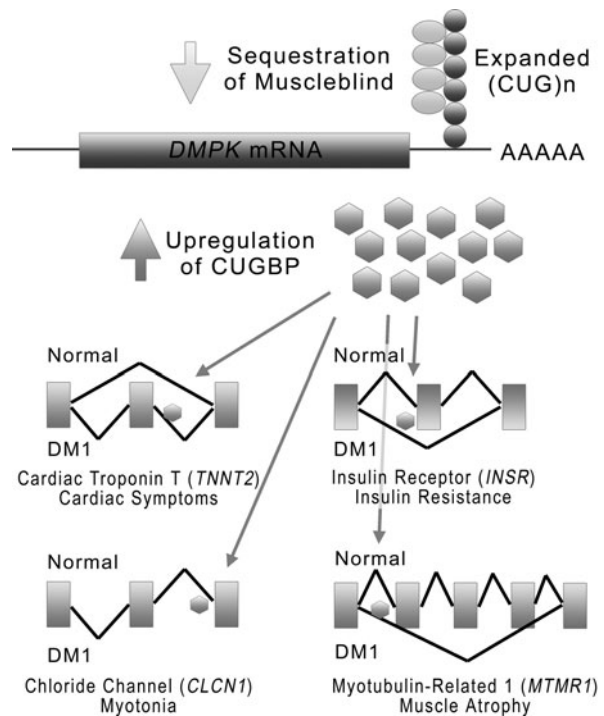 Sequestration
of Muscleblind
Expanded
(CUG)n
DMPK mRNA
AAAAA
Upregulation
of CUGBP
Normal
DM1
Cardiac Troponin T (TNNT2)
Cardiac Symptoms
Normal
DM1
Insulin Receptor (INSR)
Insulin Resistance
Normal
DM1
Chloride Channel (CLCN1)
Myotonia
Normal
DM1
Myotubulin-Related 1 (MTMR1)
Muscle Atrophy